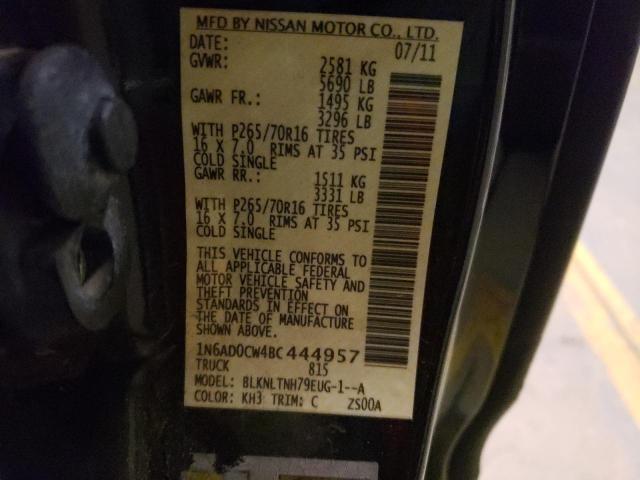 MFD BY NISSAN MOTOR CO., LTD.
DATE: 07/11
GVWR: 2581 KG
5690 LB
GAWR FR.: 1495 KG
3296 LB
WITH P265/70R16 TIRES
16 X 7.0 RIMS AT 35 PSI
COLD SINGLE
GAWR RR.: 1511 KG
3331 LB
WITH P265/70R16 TIRES
16 X 7.0 RIMS AT 35 PSI
COLD SINGLE
THIS VEHICLE CONFORMS TO
ALL APPLICABLE FEDERAL
MOTOR VEHICLE SAFETY AND
THEFT PREVENTION
STANDARDS IN EFFECT ON
THE DATE OF MANUFACTURE
SHOWN ABOVE.
1N6AD0CW4BC444957
TRUCK 815
MODEL: BLKNLTNH79EUG-1--A
COLOR: KH3 TRIM: C ZS00A